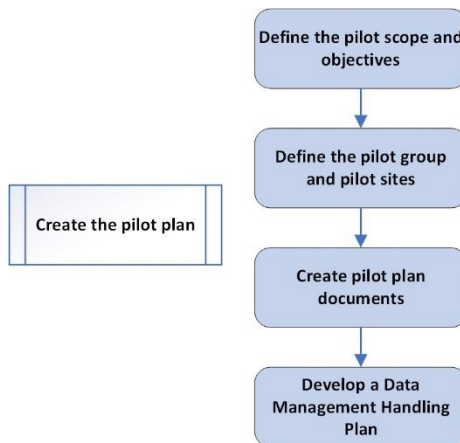 Define the pilot scope and
objectives
Define the pilot group
and pilot sites
Create the pilot plan
Create pilot plan
documents
Develop a Data
Management Handling
Plan